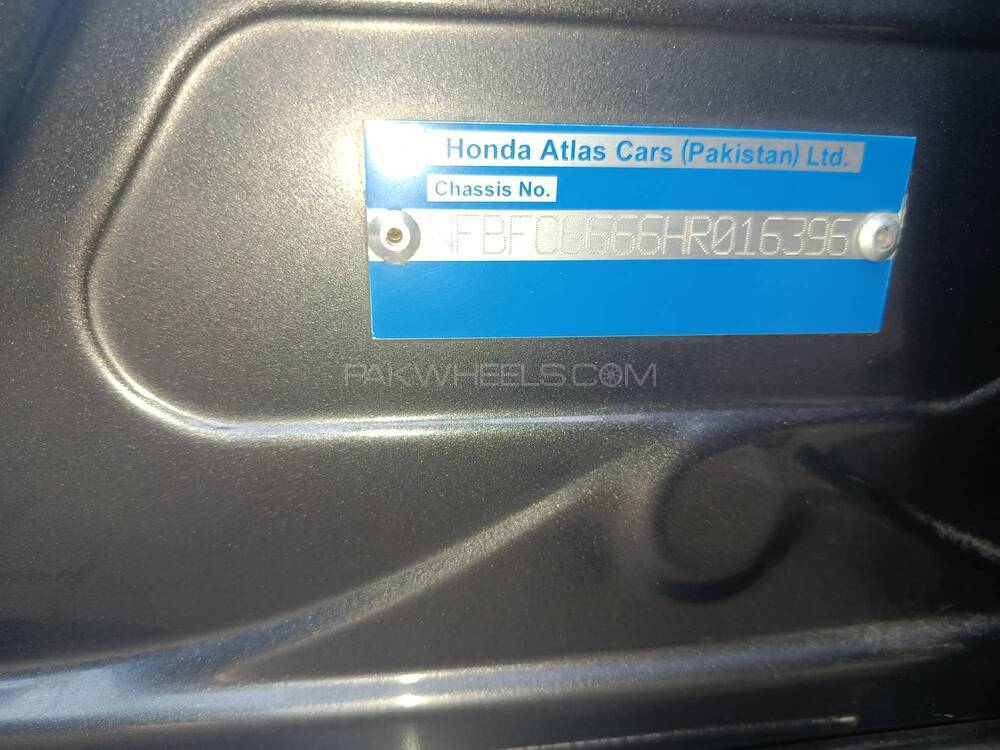 Honda Atlas Cars (Pakistan) Ltd.
Chassis No.
NFBFC6666HR016396
PAKWHEELS.COM